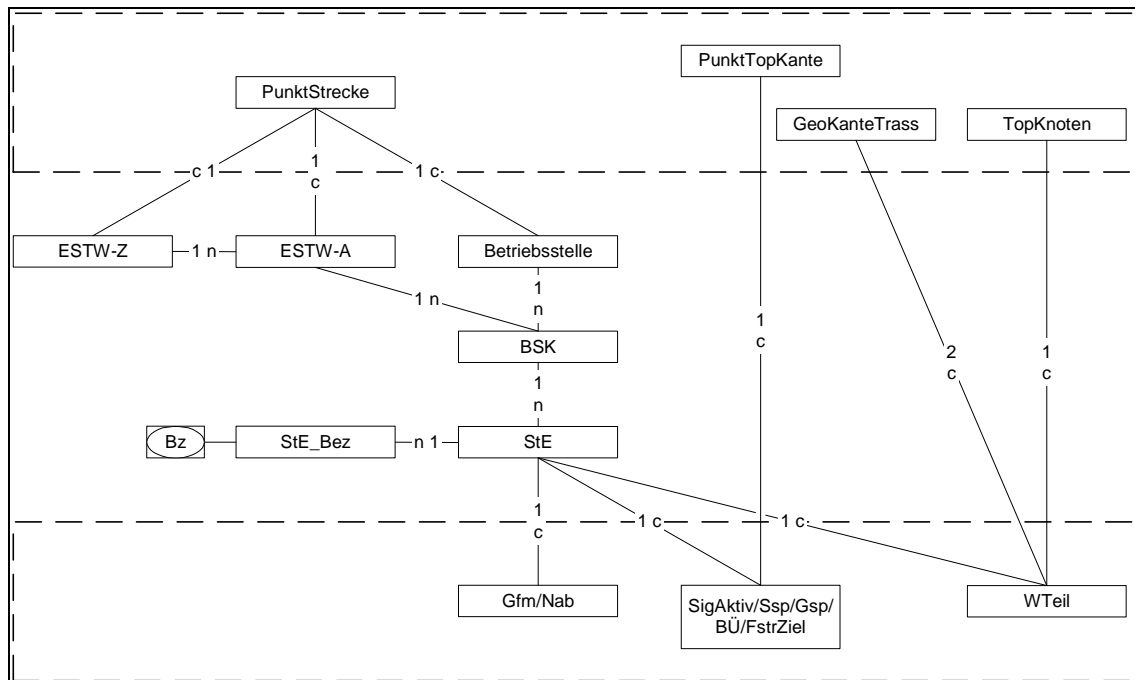 PunktTopKante
PunktStrecke
GeoKanteTrass
TopKnoten
c 1
1
c
1 c
ESTW-Z
1 n
ESTW-A
Betriebsstelle
1 n
1
n
1
c
BSK
2
c
1
c
1
n
Bz
StE_Bez
n 1
StE
1
c
1 c
1 c
Gfm/Nab
SigAktiv/Ssp/Gsp/
BÜ/FstrZiel
WTeil